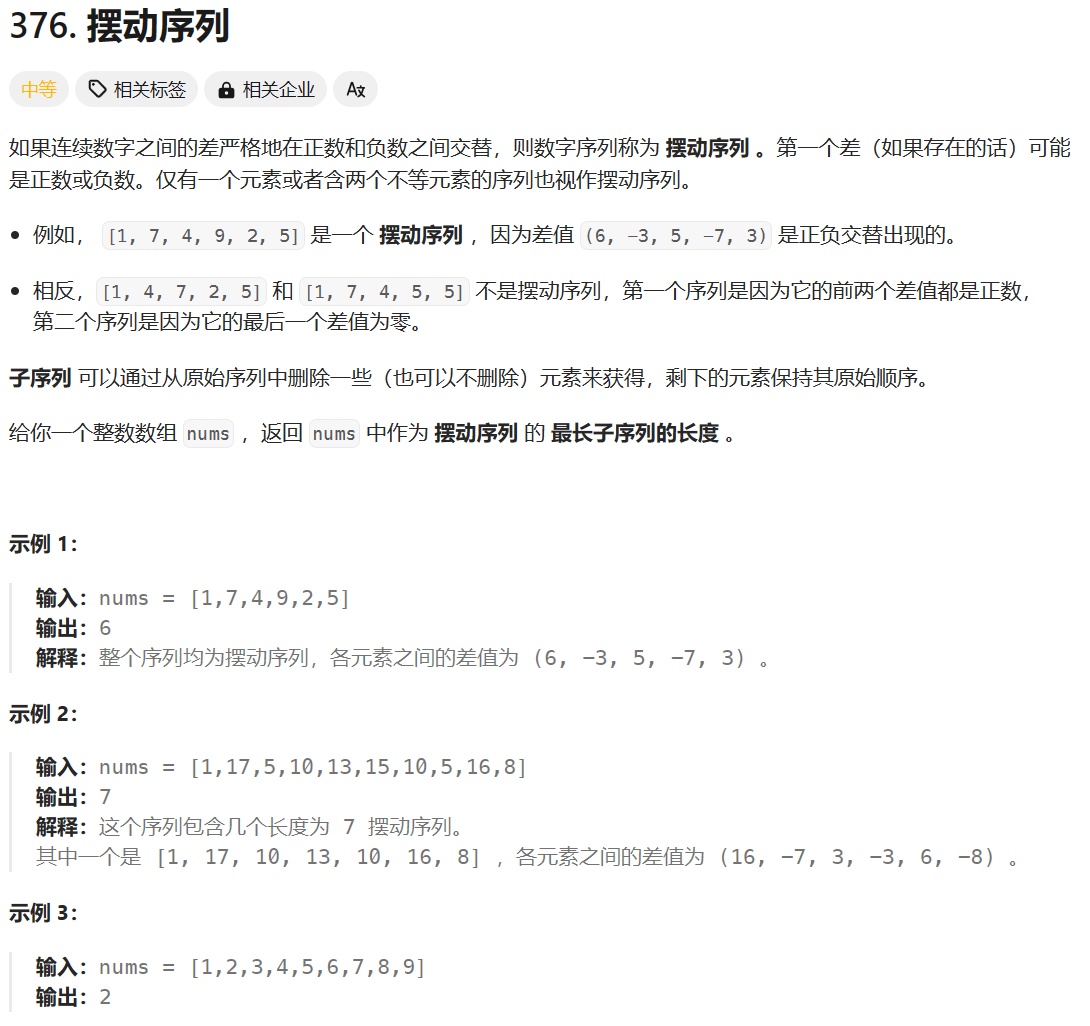 376. 摆动序列
中等 相关标签 相关企业 Aあ
如果连续数字之间的差严格地在正数和负数之间交替，则数字序列称为 摆动序列 。第一个差（如果存在的话）可能
是正数或负数。仅有一个元素或者含两个不等元素的序列也视作摆动序列。
• 例如， [1, 7, 4, 9, 2, 5] 是一个 摆动序列 ，因为差值 (6, -3, 5, -7, 3) 是正负交替出现的。
• 相反，[1, 4, 7, 2, 5] 和 [1, 7, 4, 5, 5] 不是摆动序列，第一个序列是因为它的前两个差值都是正数，
第二个序列是因为它的最后一个差值为零。
子序列 可以通过从原始序列中删除一些（也可以不删除）元素来获得，剩下的元素保持其原始顺序。
给你一个整数数组 nums ，返回 nums 中作为 摆动序列 的 最长子序列的长度 。
示例 1：
输入：nums = [1,7,4,9,2,5]
输出：6
解释：整个序列均为摆动序列，各元素之间的差值为 (6, -3, 5, -7, 3) 。
示例 2：
输入：nums = [1,17,5,10,13,15,10,5,16,8]
输出：7
解释：这个序列包含几个长度为 7 摆动序列。
其中一个是 [1, 17, 10, 13, 10, 16, 8] ，各元素之间的差值为 (16, -7, 3, -3, 6, -8) 。
示例 3：
输入：nums = [1,2,3,4,5,6,7,8,9]
输出：2